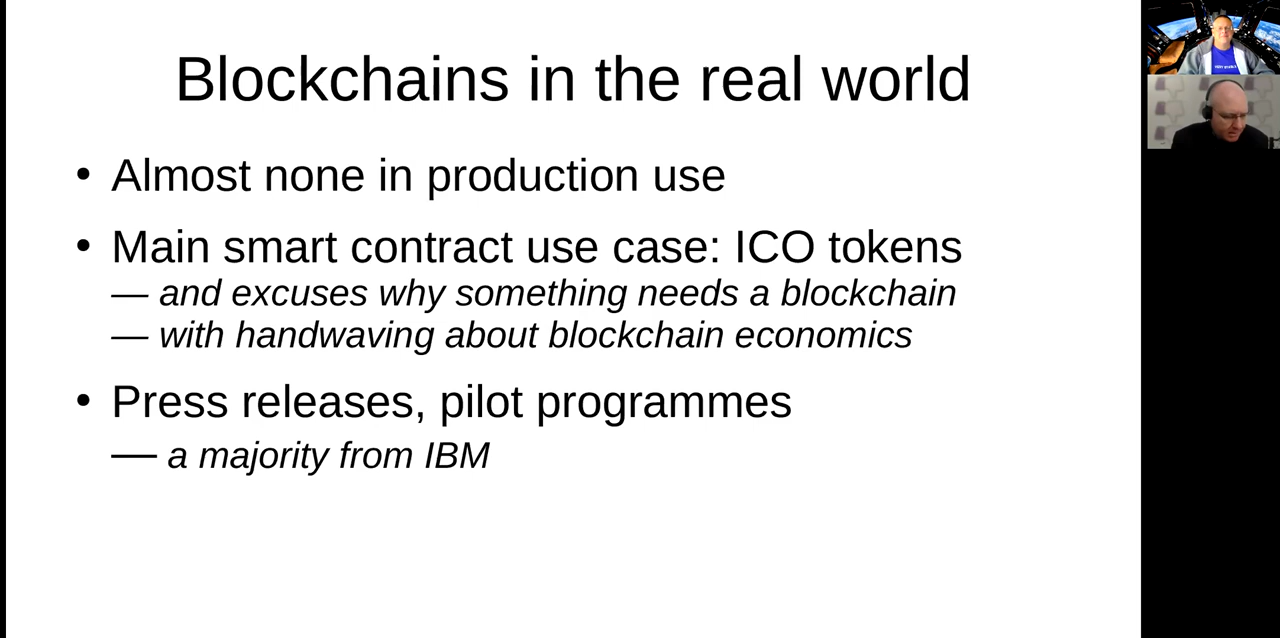 Blockchains in the real world
• Almost none in production use
• Main smart contract use case: ICO tokens
— and excuses why something needs a blockchain
— with handwaving about blockchain economics
• Press releases, pilot programmes
— a majority from IBM